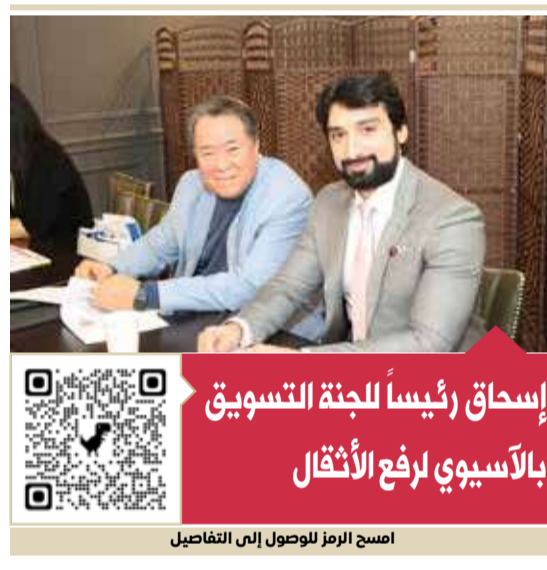 إسحاق رئيساً للجنة التسويق
بالآسيوي لرفع الأثقال
امسح الرمز للوصول إلى التفاصيل